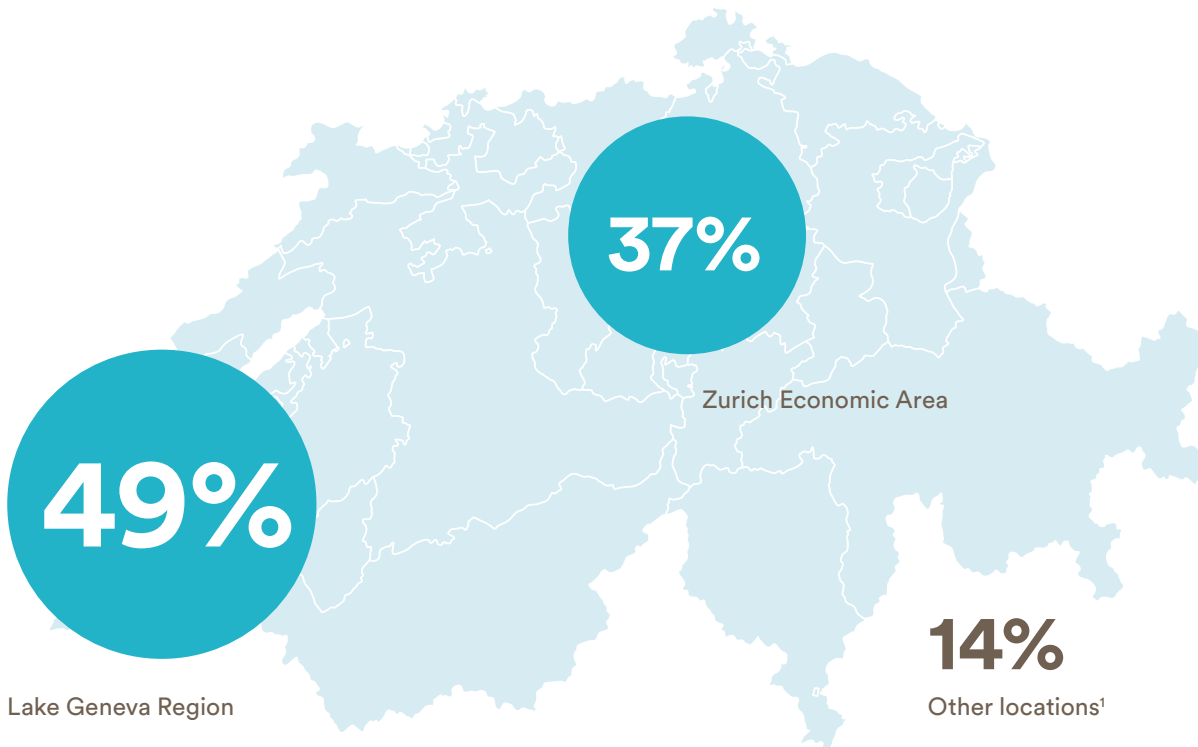 37%
Zurich Economic Area
49%
Lake Geneva Region
14%
Other locations¹